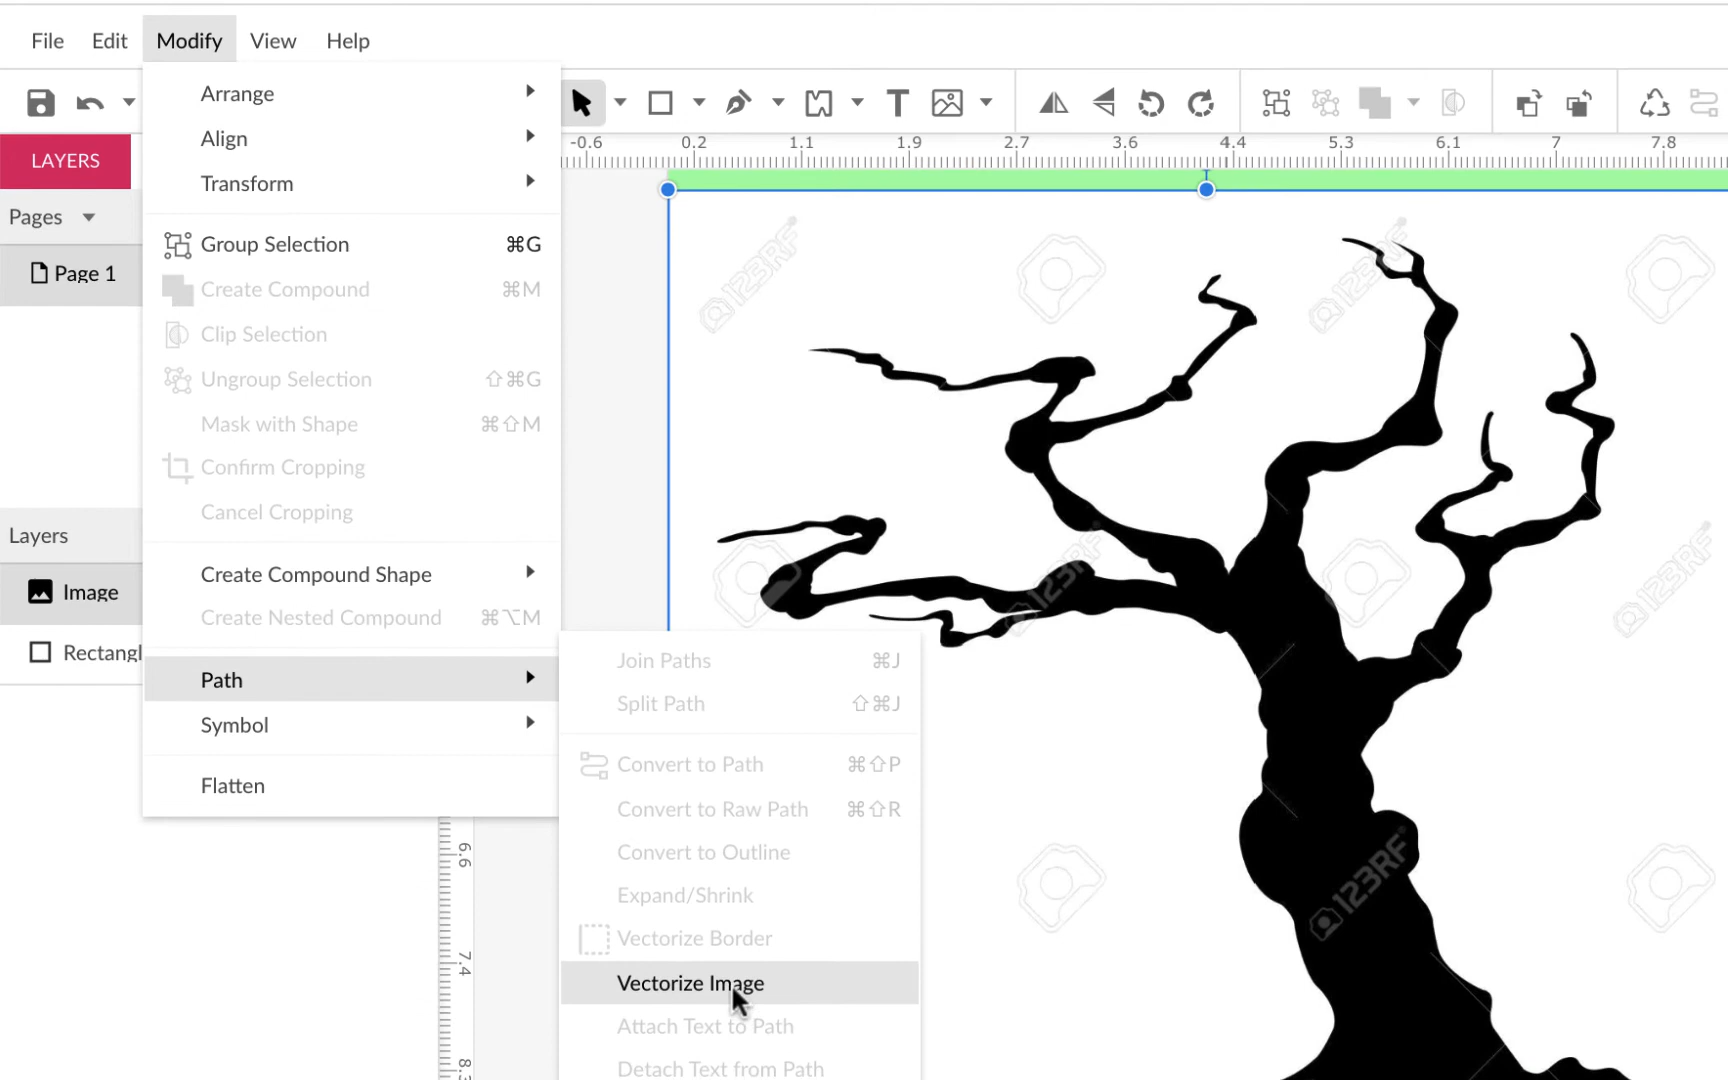 File Edit Modify View Help
LAYERS
Pages
Page 1
Layers
Image
Rectangl
Arrange
Align
Transform
Group Selection ⌘G
Create Compound ⌘M
Clip Selection
Ungroup Selection ⇧⌘G
Mask with Shape ⌘⇧M
Confirm Cropping
Cancel Cropping
Create Compound Shape
Create Nested Compound ⌘⌥M
Path
Symbol
Flatten
Join Paths ⌘J
Split Path ⇧⌘J
Convert to Path ⌘⇧P
Convert to Raw Path ⌘⇧R
Convert to Outline
Expand/Shrink
Vectorize Border
Vectorize Image
Attach Text to Path
Detach Text from Path
T
-0.6 0.2 1.1 1.9 2.7 3.6 4.4 5.3 6.1 7 7.8
6.6
7.4
8.3
123RF
123RF
123RF
123RF
123RF